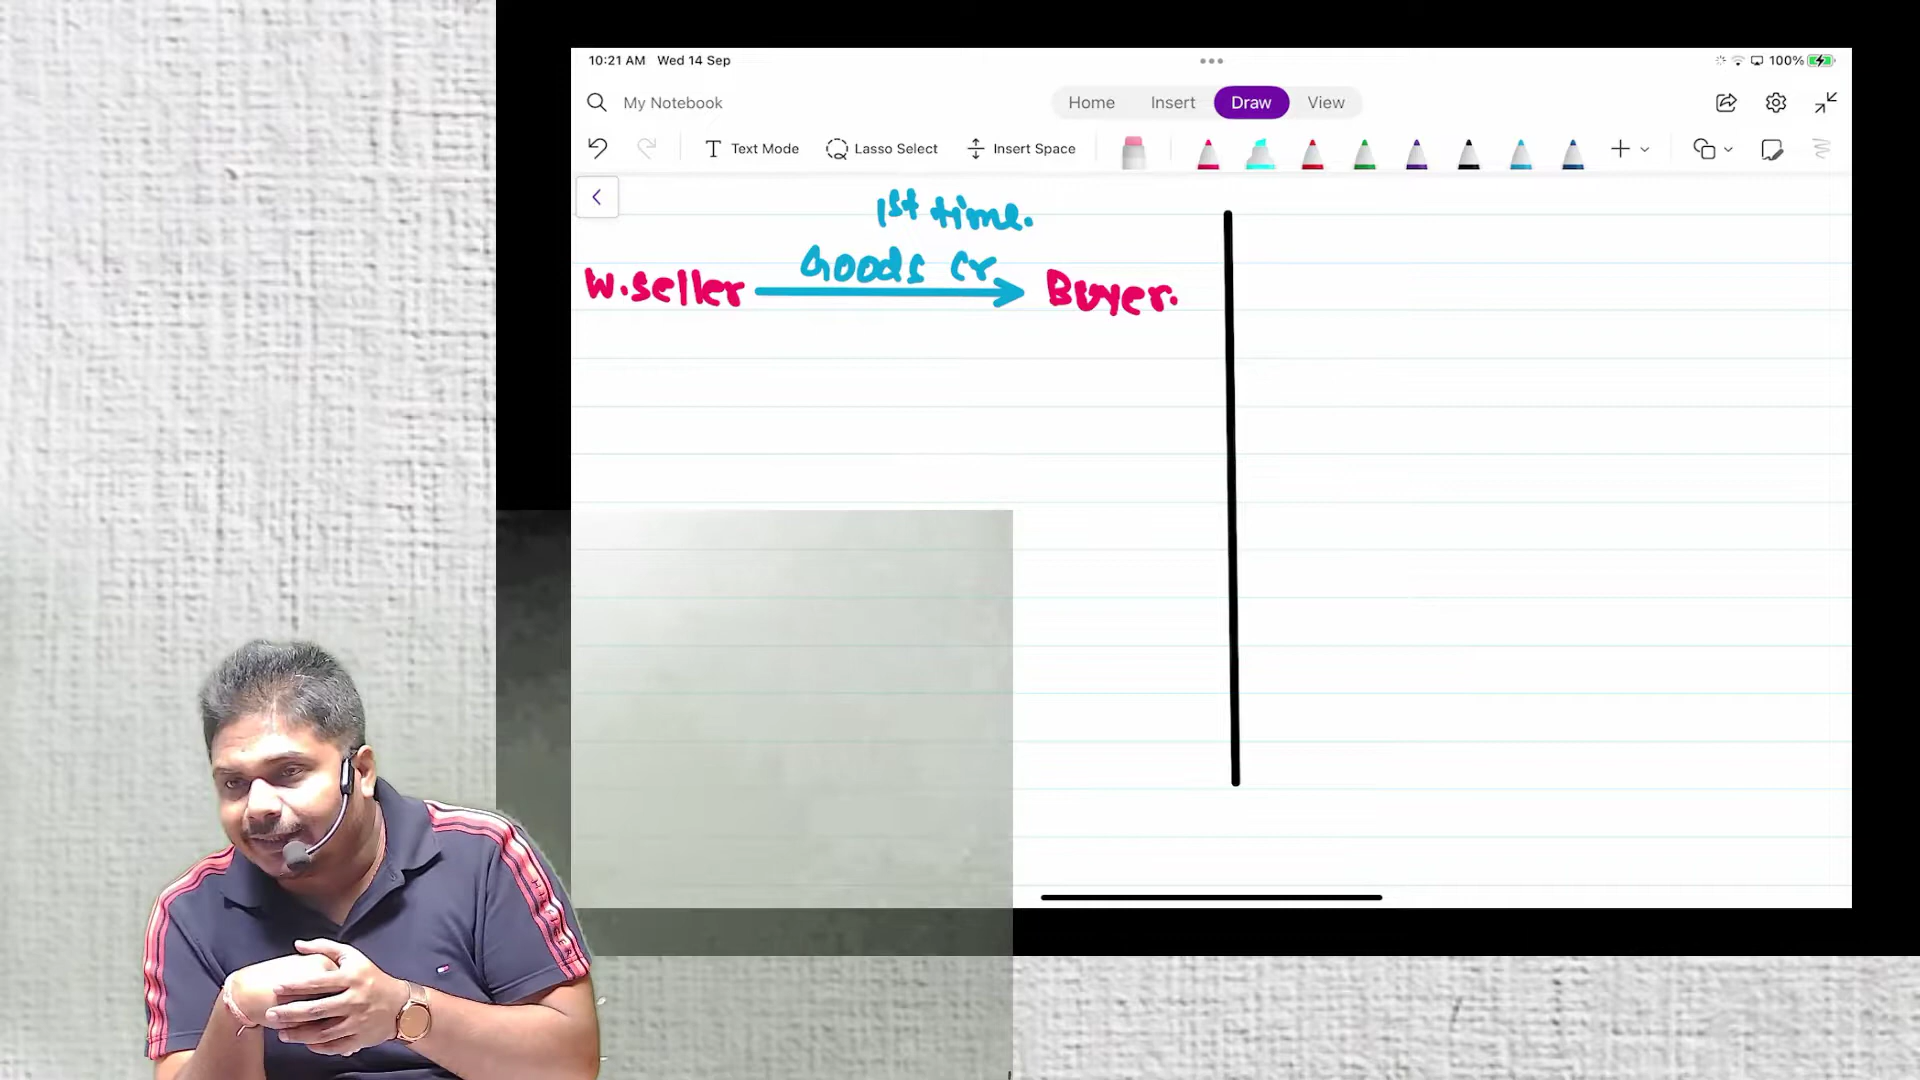 10:21 AM Wed 14 Sep
100%
My Notebook
Home Insert Draw View
Text Mode Lasso Select Insert Space
1st time.
Goods Cr
W.seller Buyer.